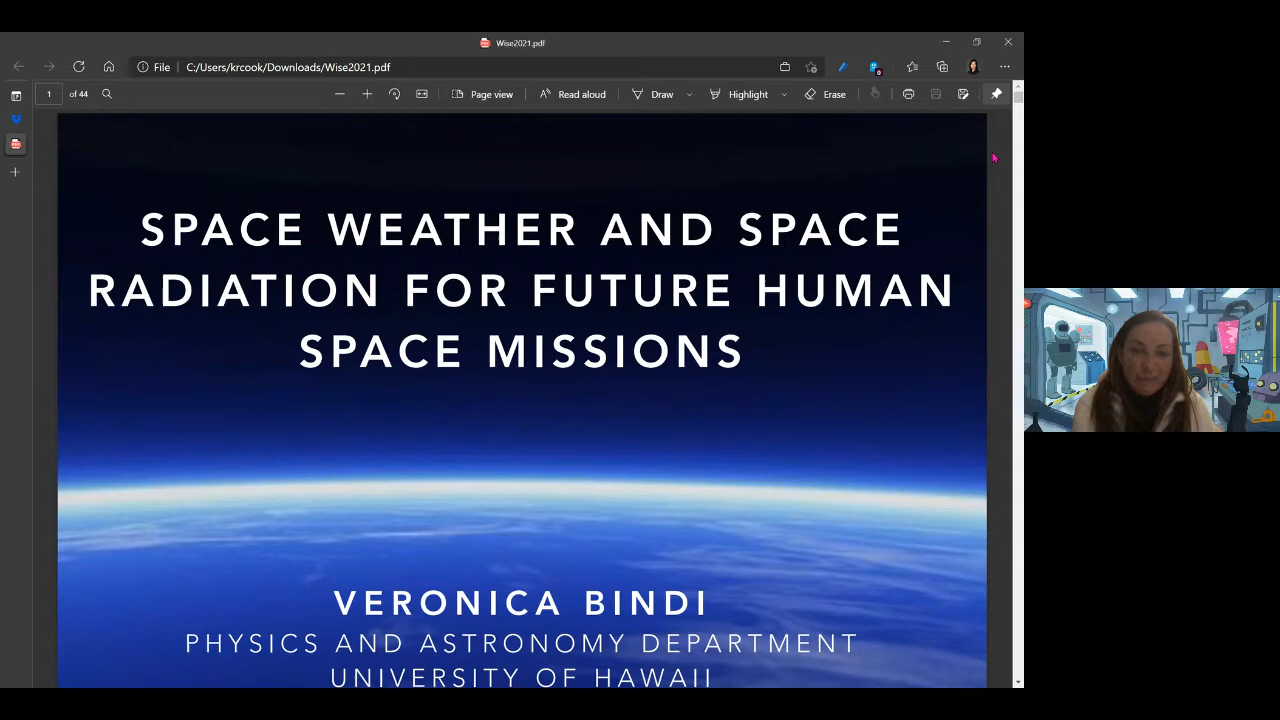 Wise2021.pdf
File C:/Users/krcook/Downloads/Wise2021.pdf
1 of 44 Page view Read aloud Draw Highlight Erase
SPACE WEATHER AND SPACE
RADIATION FOR FUTURE HUMAN
SPACE MISSIONS
VERONICA BINDI
PHYSICS AND ASTRONOMY DEPARTMENT
UNIVERSITY OF HAWAII